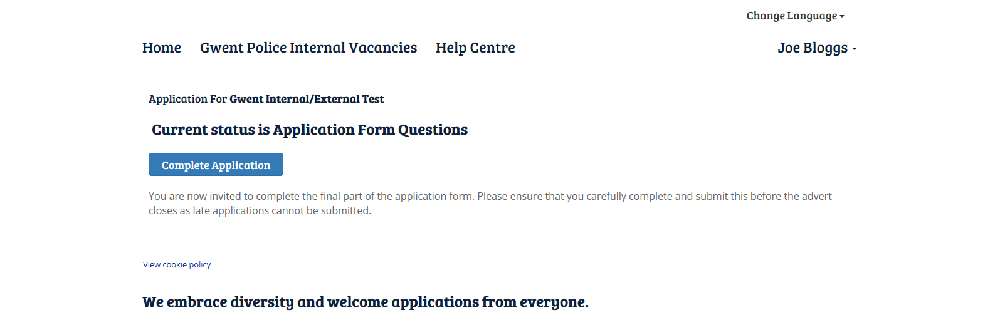 Change Language
Home Gwent Police Internal Vacancies Help Centre Joe Bloggs
Application For Gwent Internal/External Test
Current status is Application Form Questions
Complete Application
You are now invited to complete the final part of the application form. Please ensure that you carefully complete and submit this before the advert
closes as late applications cannot be submitted.
View cookie policy
We embrace diversity and welcome applications from everyone.